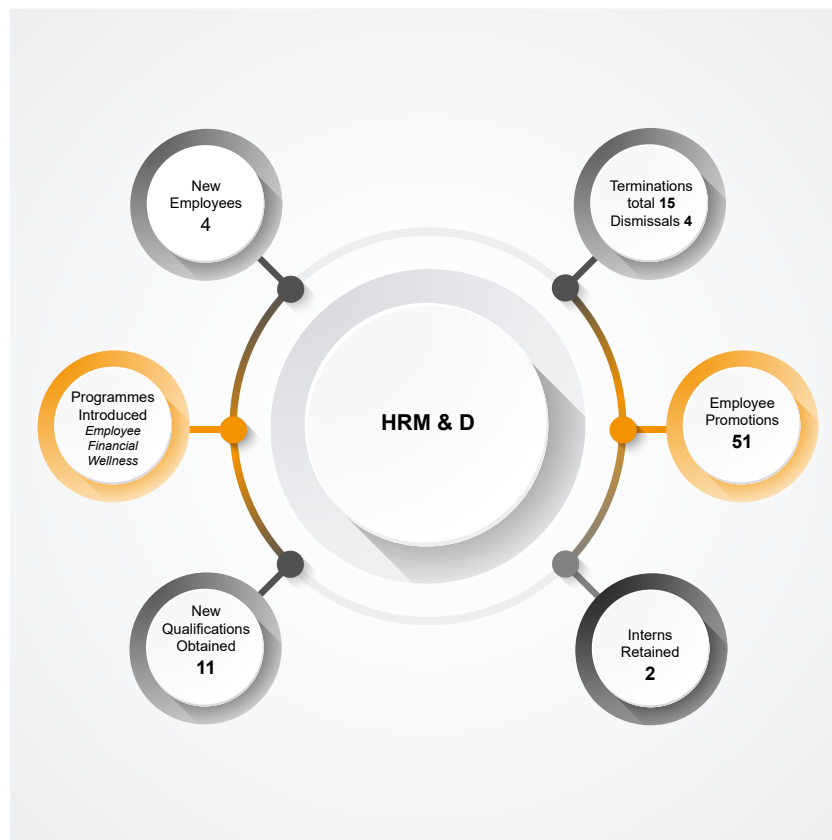 New
Employees
4
Terminations
total 15
Dismissals 4
Programmes
Introduced
Employee
Financial
Wellness
HRM & D
Employee
Promotions
51
New
Qualifications
Obtained
11
Interns
Retained
2